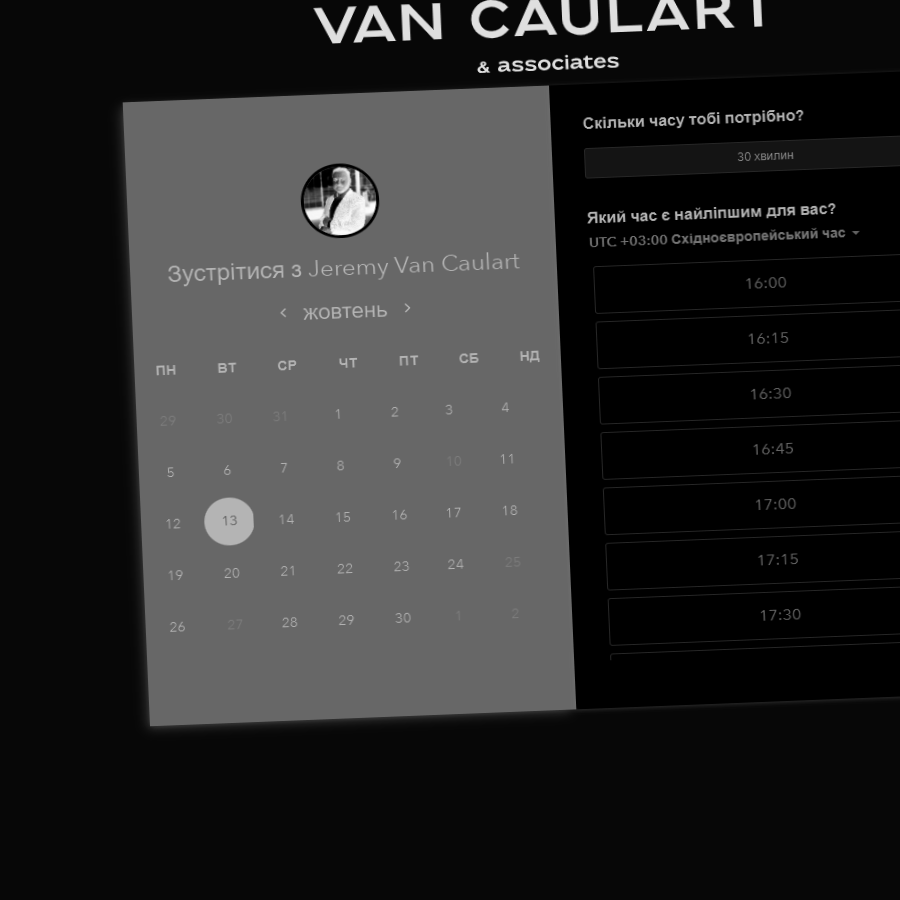 VAN CAULART
& associates
Зустрітися з Jeremy Van Caulart
жовтень
ПН ВТ СР ЧТ ПТ СБ НД
29 30 31 1 2 3 4
5 6 7 8 9 10 11
12 13 14 15 16 17 18
19 20 21 22 23 24 25
26 27 28 29 30 1 2
Скільки часу тобі потрібно?
30 хвилин
Який час є найліпшим для вас?
UTC +03:00 Східноєвропейський час
16:00
16:15
16:30
16:45
17:00
17:15
17:30